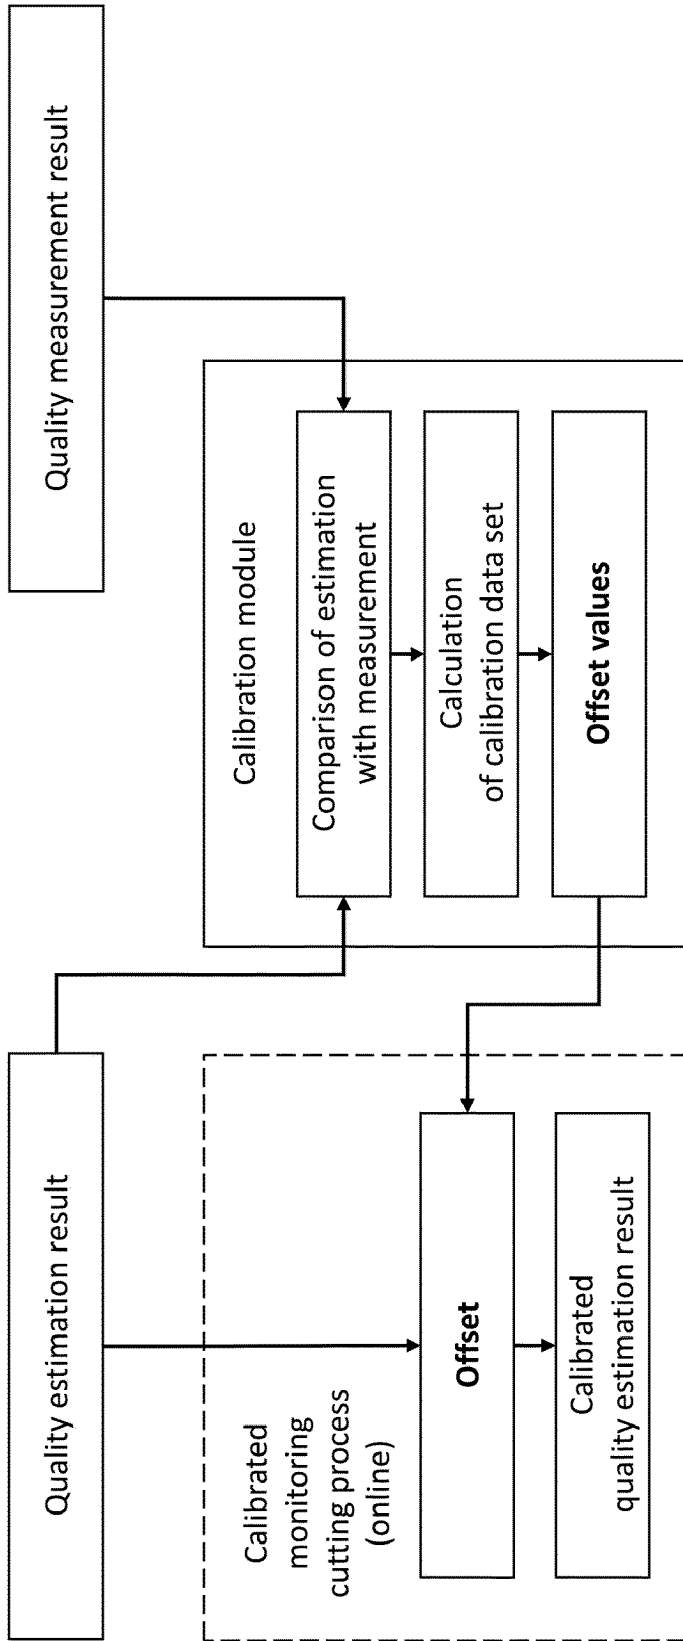 Quality estimation result
Quality measurement result
Calibrated
monitoring
cutting process
(online)
Offset
Calibrated
quality estimation result
Calibration module
Comparison of estimation
with measurement
Calculation
of calibration data set
Offset values